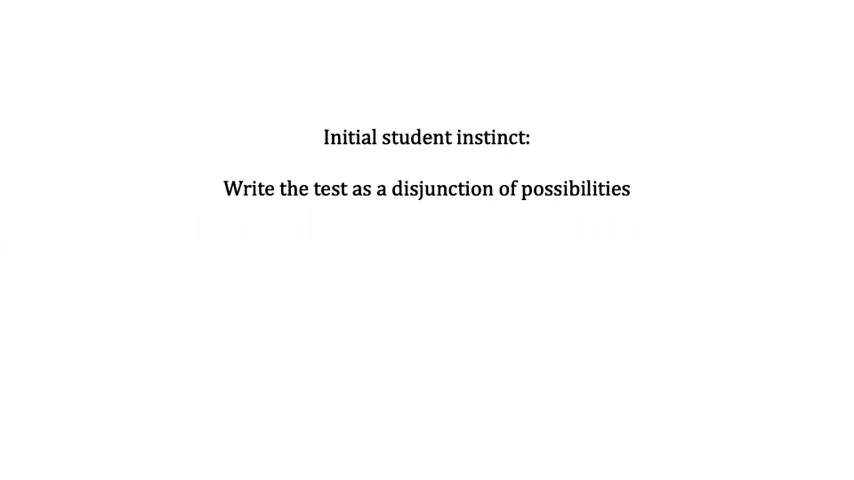 Initial student instinct:
Write the test as a disjunction of possibilities